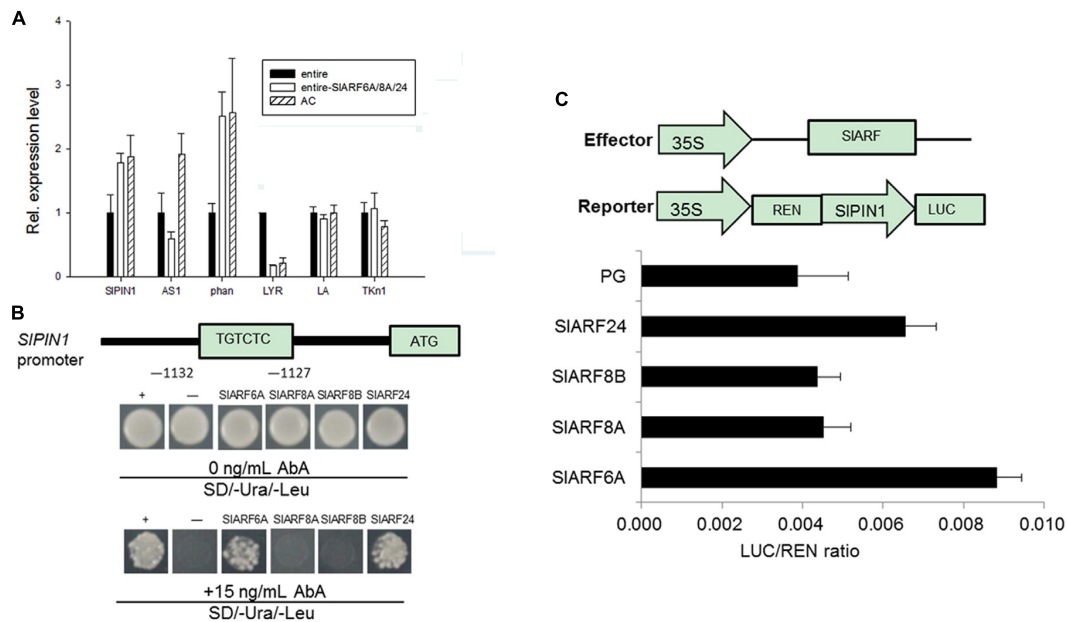 A
4
3
2
1
0
Rel. expression level
entire
entire-SlARF6A/8A/24
AC
SlPIN1 AS1 phan LYR LA TKn1
B
SlPIN1
promoter
TGTCTC
ATG
—1132 —1127
+ — SlARF6A SlARF8A SlARF8B SlARF24
0 ng/mL AbA
SD/-Ura/-Leu
+ — SlARF6A SlARF8A SlARF8B SlARF24
+15 ng/mL AbA
SD/-Ura/-Leu
C
Effector 35S SlARF
Reporter 35S REN SlPIN1 LUC
PG
SlARF24
SlARF8B
SlARF8A
SlARF6A
0.000 0.002 0.004 0.006 0.008 0.010
LUC/REN ratio